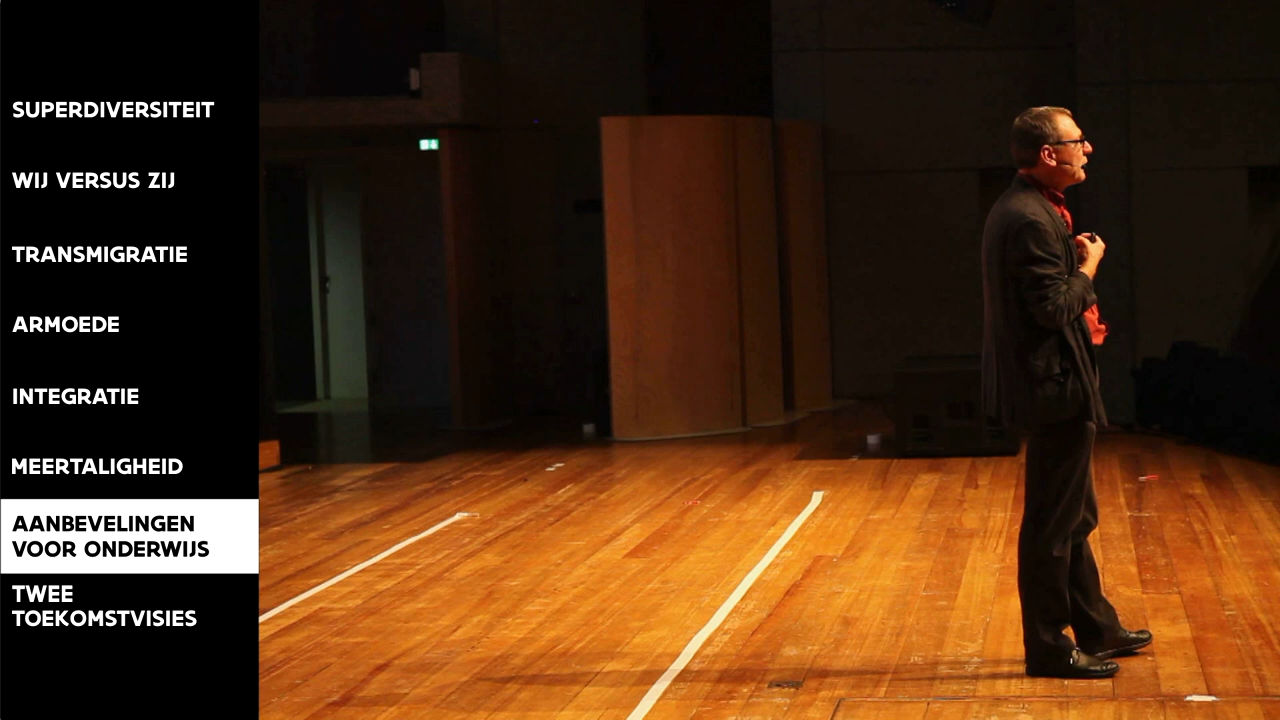 SUPERDIVERSITEIT
WIJ VERSUS ZIJ
TRANSMIGRATIE
ARMOEDE
INTEGRATIE
MEERTALIGHEID
AANBEVELINGEN
VOOR ONDERWIJS
TWEE
TOEKOMSTVISIES